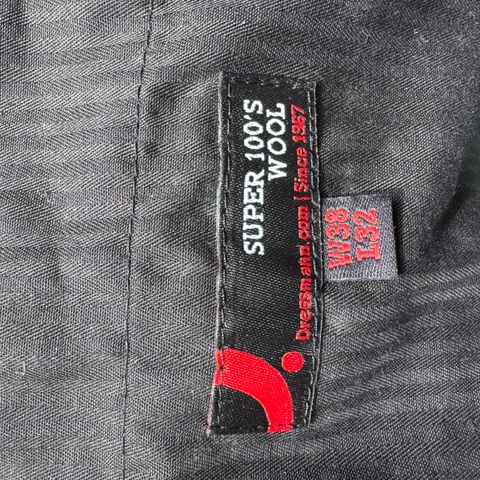 SUPER 100'S
WOOL
Dressmann.com | Since 1967
W38
L32